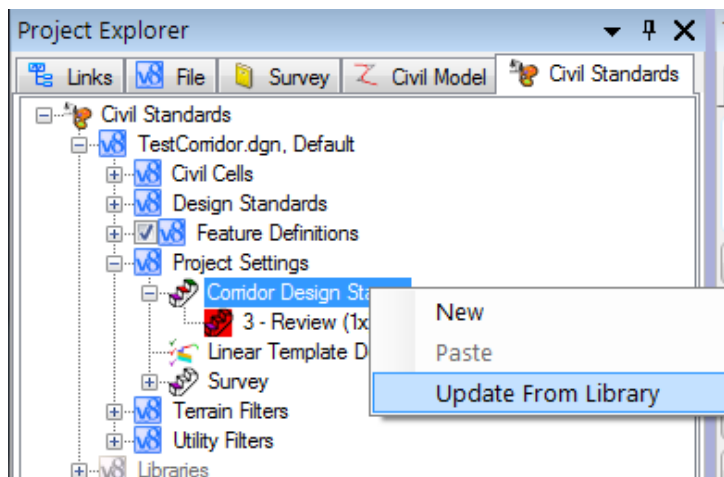 Project Explorer
Links File Survey Civil Model Civil Standards
Civil Standards
TestCorridor.dgn, Default
Civil Cells
Design Standards
Feature Definitions
Project Settings
Corridor Design Sta
3 - Review (1x
Linear Template D
Survey
Terrain Filters
Utility Filters
Libraries
New
Paste
Update From Library